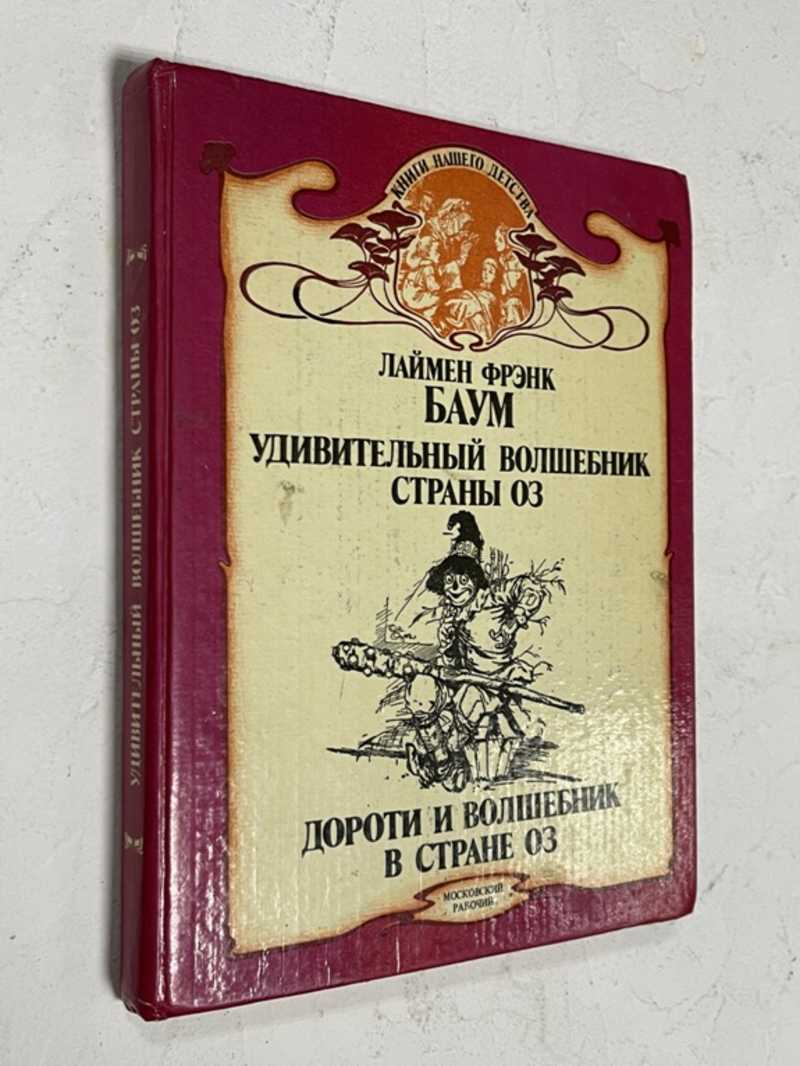 КНИГИ НАШЕГО ДЕТСТВА
ЛАЙМЕН ФРЭНК
БАУМ
УДИВИТЕЛЬНЫЙ ВОЛШЕБНИК
СТРАНЫ ОЗ
ДОРОТИ И ВОЛШЕБНИК
В СТРАНЕ ОЗ
МОСКОВСКИЙ
РАБОЧИЙ
УДИВИТЕЛЬНЫЙ ВОЛШЕБНИК СТРАНЫ ОЗ